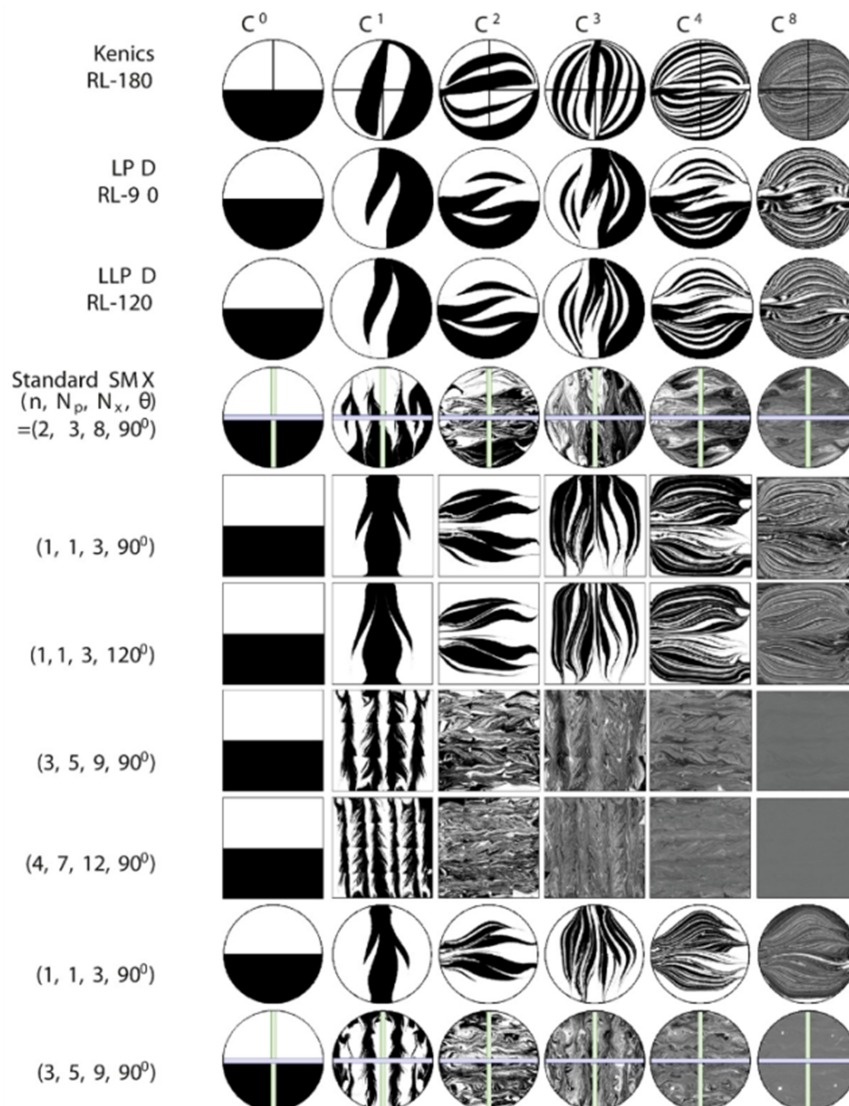 C⁰ C¹ C² C³ C⁴ C⁸
Kenics
RL-180
LP D
RL-9 0
LLP D
RL-120
Standard SM X
(n, Nₚ, Nₓ, θ)
=(2, 3, 8, 90⁰)
(1, 1, 3, 90⁰)
(1, 1, 3, 120⁰)
(3, 5, 9, 90⁰)
(4, 7, 12, 90⁰)
(1, 1, 3, 90⁰)
(3, 5, 9, 90⁰)